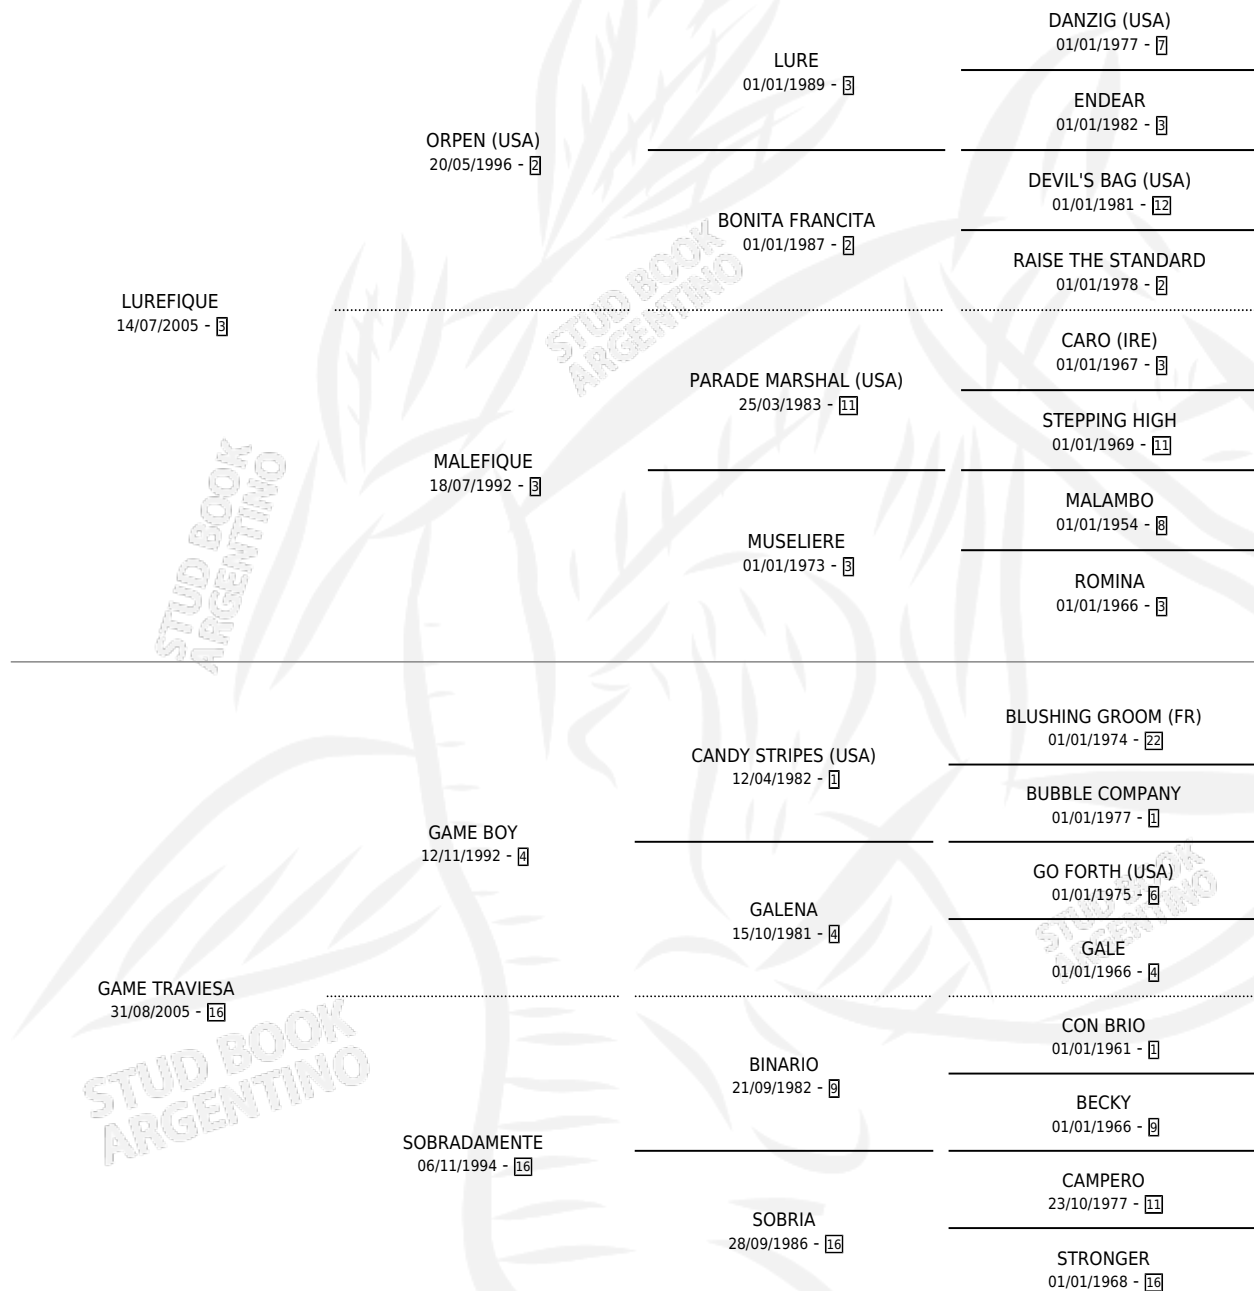 DANZIG (USA)
01/01/1977 - 7
LURE
01/01/1989 - 3
ENDEAR
01/01/1982 - 3
ORPEN (USA)
20/05/1996 - 2
DEVIL'S BAG (USA)
01/01/1981 - 12
BONITA FRANCITA
01/01/1987 - 2
RAISE THE STANDARD
01/01/1978 - 2
LUREFIQUE
14/07/2005 - 3
CARO (IRE)
01/01/1967 - 3
PARADE MARSHAL (USA)
25/03/1983 - 11
STEPPING HIGH
01/01/1969 - 11
MALEFIQUE
18/07/1992 - 3
MALAMBO
01/01/1954 - 8
MUSELIERE
01/01/1973 - 3
ROMINA
01/01/1966 - 3
BLUSHING GROOM (FR)
01/01/1974 - 22
CANDY STRIPES (USA)
12/04/1982 - 1
BUBBLE COMPANY
01/01/1977 - 1
GAME BOY
12/11/1992 - 4
GO FORTH (USA)
01/01/1975 - 6
GALENA
15/10/1981 - 4
GALE
01/01/1966 - 4
GAME TRAVIESA
31/08/2005 - 16
CON BRIO
01/01/1961 - 1
BINARIO
21/09/1982 - 9
BECKY
01/01/1966 - 9
SOBRADAMENTE
06/11/1994 - 16
CAMPERO
23/10/1977 - 11
SOBRIA
28/09/1986 - 16
STRONGER
01/01/1968 - 16
STUD BOOK
ARGENTINO
STUD BOOK
ARGENTINO
STUD BOOK
ARGENTINO
STUD BOOK
ARGENTINO